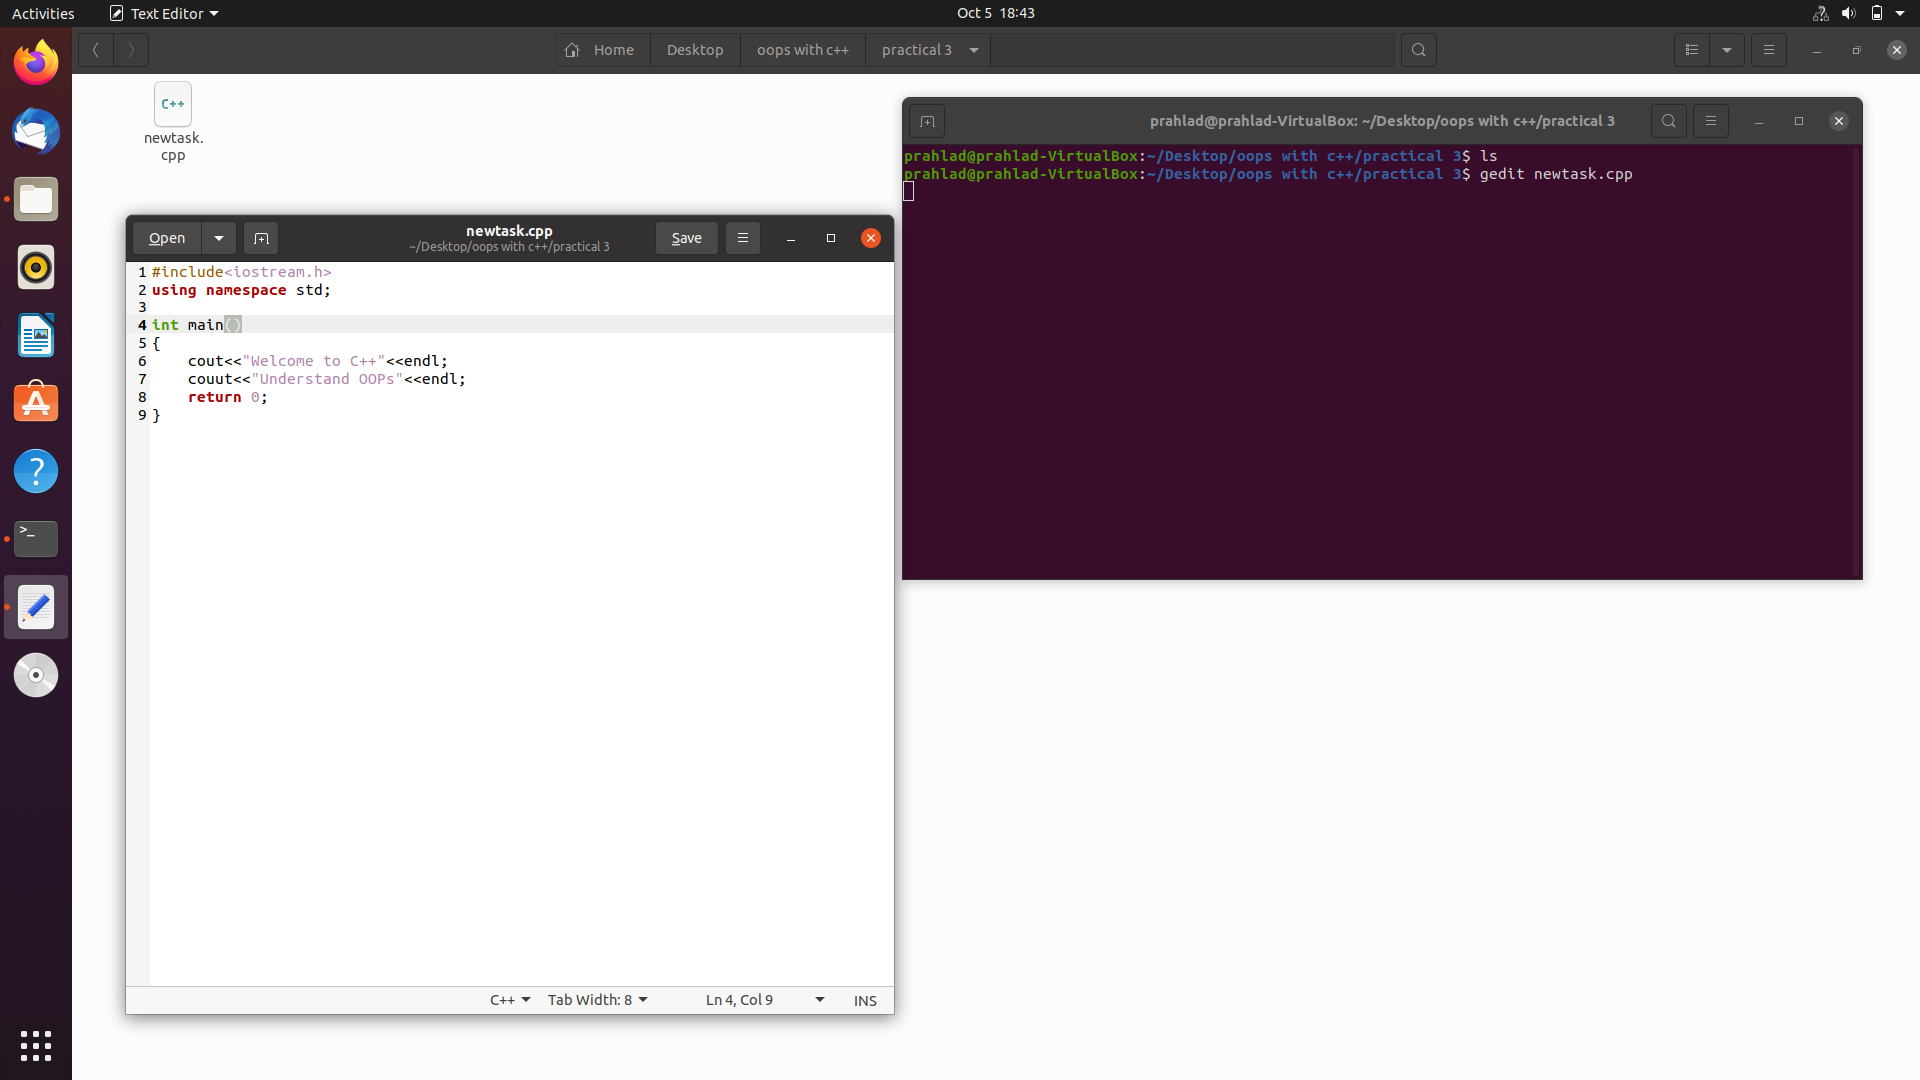 Activities Text Editor Oct 5 18:43
Home Desktop oops with c++ practical 3
C++
newtask.
cpp
prahlad@prahlad-VirtualBox: ~/Desktop/oops with c++/practical 3
prahlad@prahlad-VirtualBox:~/Desktop/oops with c++/practical 3$ ls
prahlad@prahlad-VirtualBox:~/Desktop/oops with c++/practical 3$ gedit newtask.cpp
Open newtask.cpp Save
~/Desktop/oops with c++/practical 3
1 #include<iostream.h>
2 using namespace std;
3
4 int main()
5 {
6 cout<<"Welcome to C++"<<endl;
7 couut<<"Understand OOPs"<<endl;
8 return 0;
9 }
C++ Tab Width: 8 Ln 4, Col 9 INS